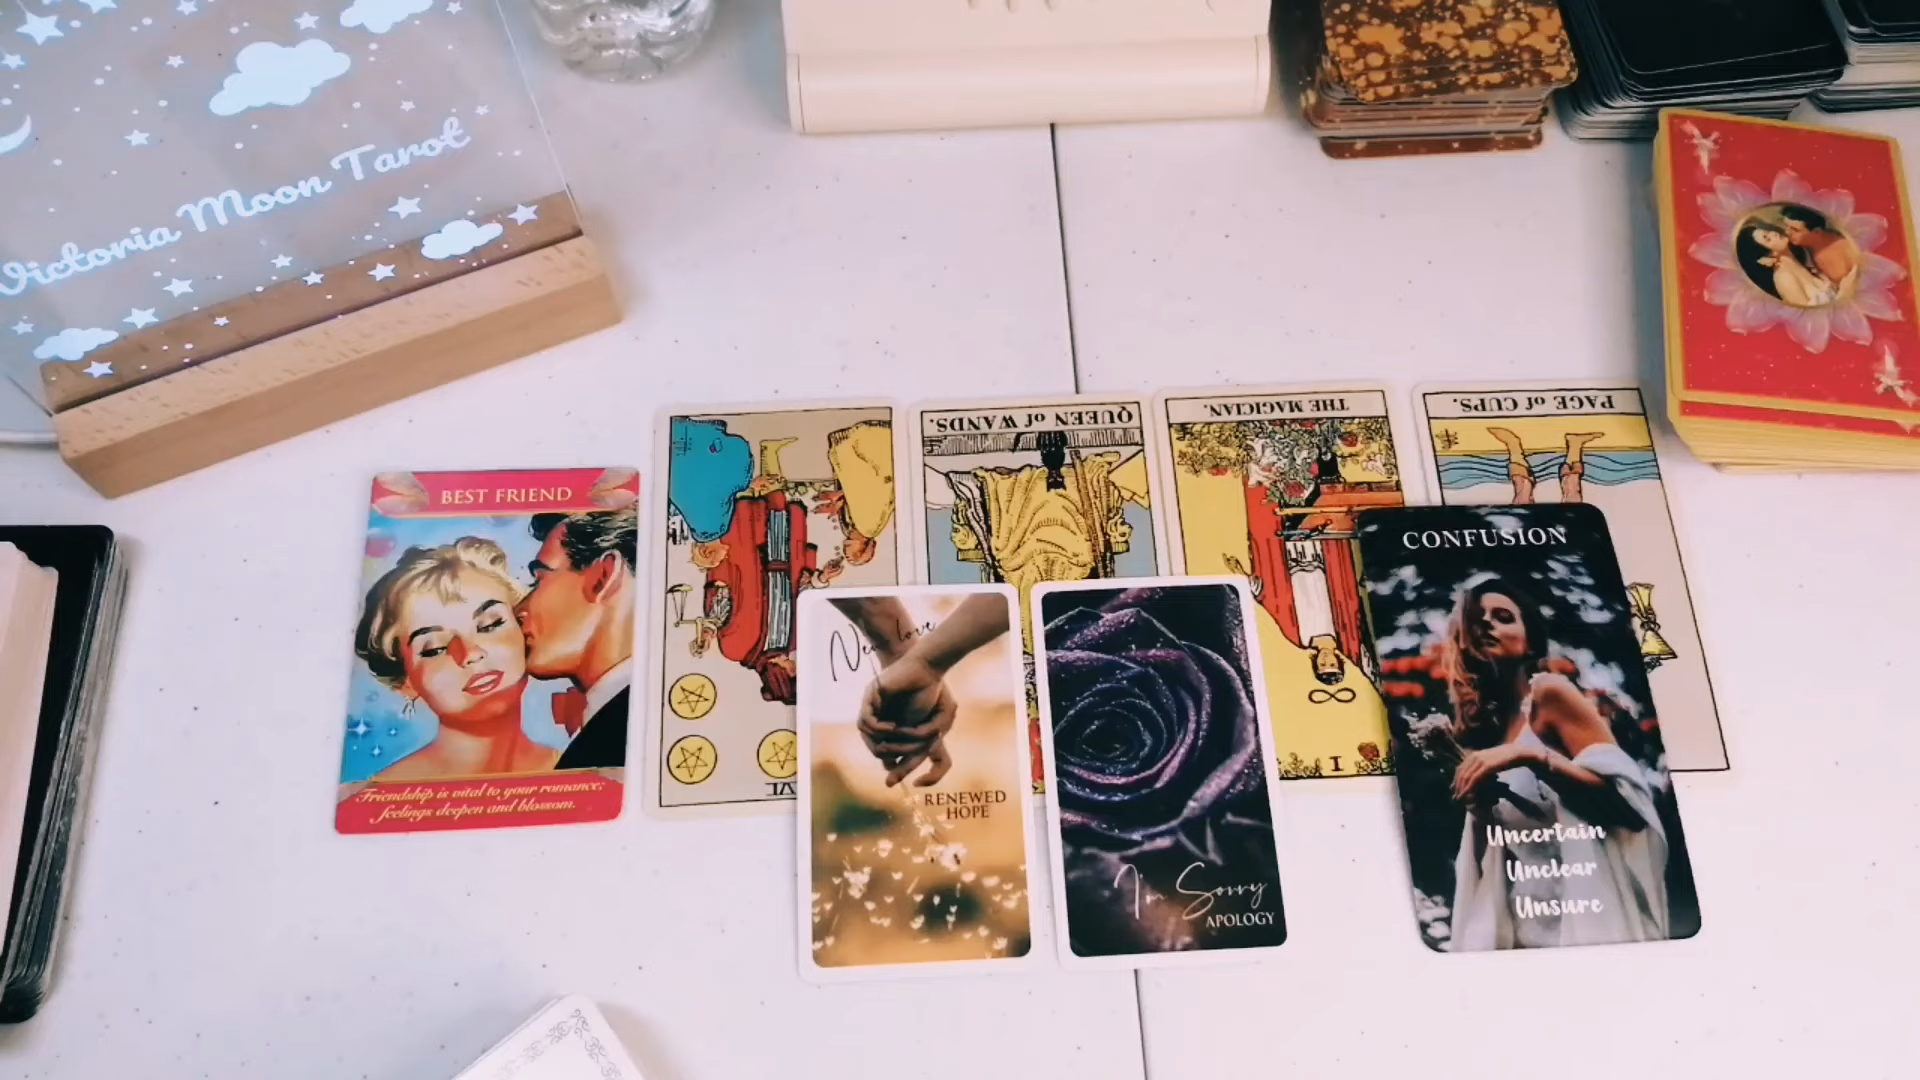 Victoria Moon Tarot
BEST FRIEND
Friendship is vital to your romance;
feelings deepen and blossom.
VI
QUEEN of WANDS.
THE MAGICIAN.
I
PAGE of CUPS.
New love
RENEWED
HOPE
I'm Sorry
APOLOGY
CONFUSION
Uncertain
Unclear
Unsure